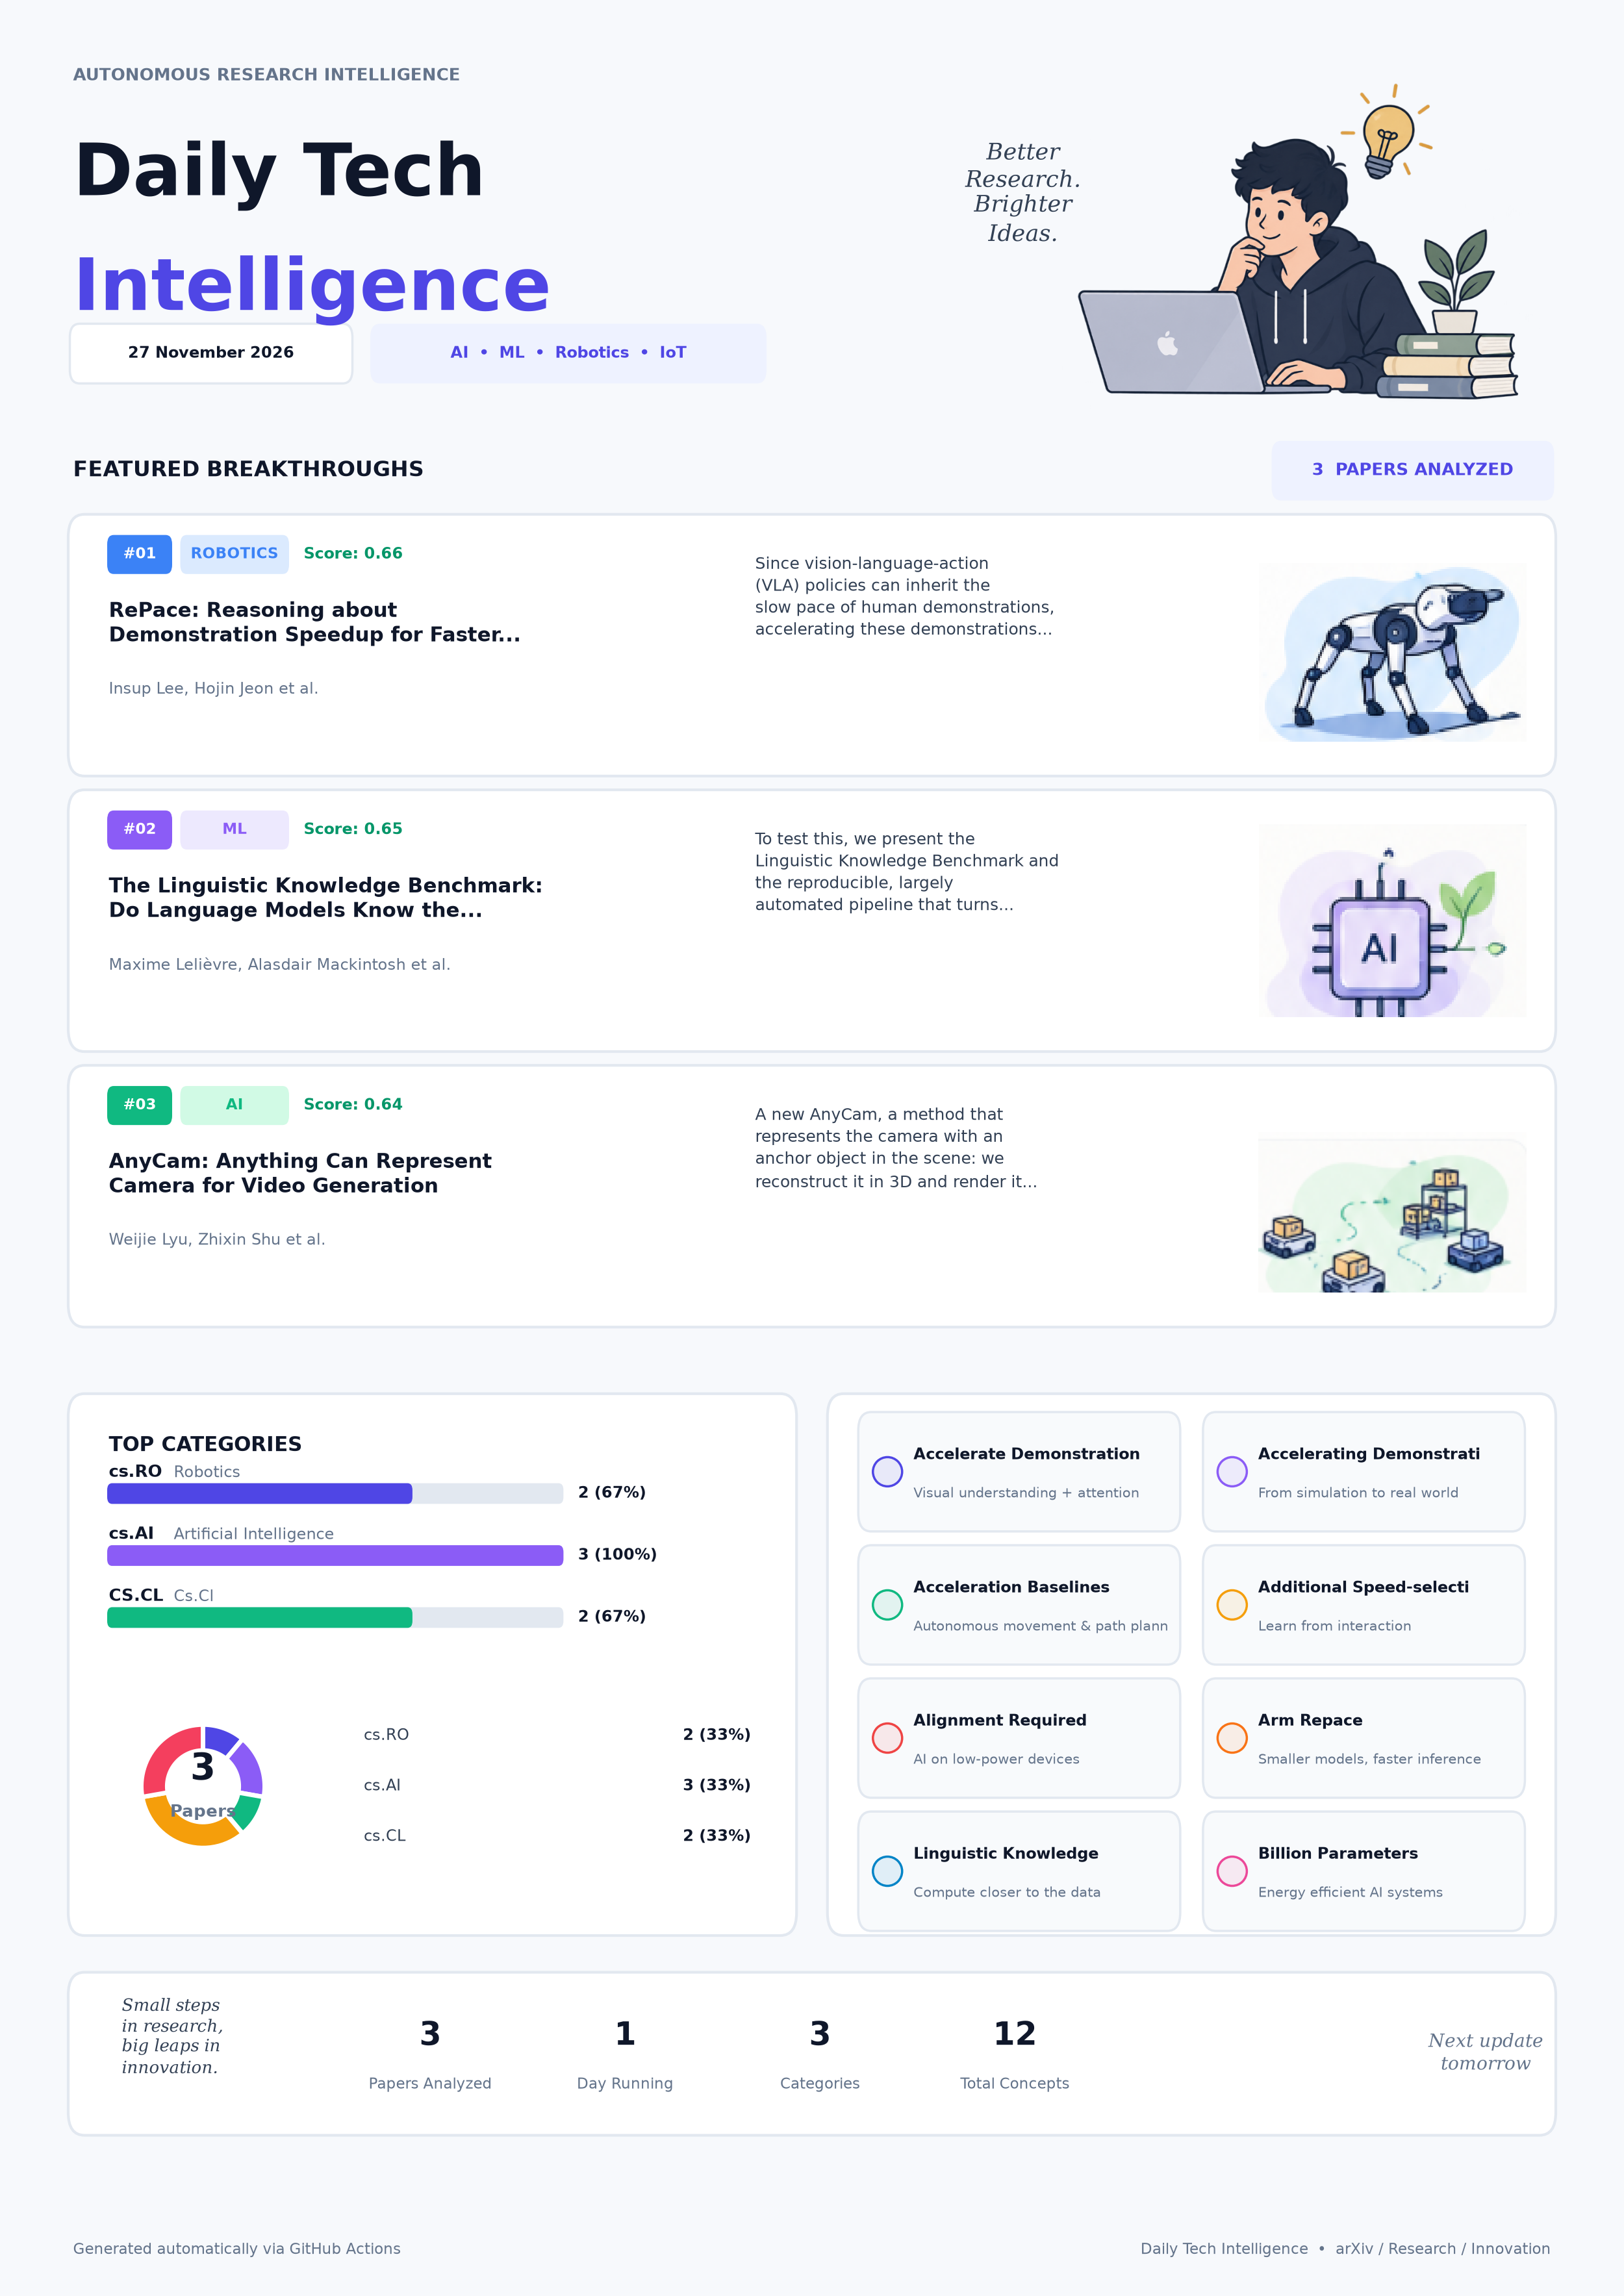 AUTONOMOUS RESEARCH INTELLIGENCE
Daily Tech
Intelligence
27 November 2026
AI • ML • Robotics • IoT
Better
Research.
Brighter
Ideas.
FEATURED BREAKTHROUGHS
3 PAPERS ANALYZED
#01
ROBOTICS
Score: 0.66
RePace: Reasoning about
Demonstration Speedup for Faster...
Insup Lee, Hojin Jeon et al.
Since vision-language-action
(VLA) policies can inherit the
slow pace of human demonstrations,
accelerating these demonstrations...
#02
ML
Score: 0.65
The Linguistic Knowledge Benchmark:
Do Language Models Know the...
Maxime Lelièvre, Alasdair Mackintosh et al.
To test this, we present the
Linguistic Knowledge Benchmark and
the reproducible, largely
automated pipeline that turns...
AI
#03
AI
Score: 0.64
AnyCam: Anything Can Represent
Camera for Video Generation
Weijie Lyu, Zhixin Shu et al.
A new AnyCam, a method that
represents the camera with an
anchor object in the scene: we
reconstruct it in 3D and render it...
TOP CATEGORIES
cs.RO Robotics
2 (67%)
cs.AI Artificial Intelligence
3 (100%)
CS.CL Cs.Cl
2 (67%)
3
Papers
cs.RO 2 (33%)
cs.AI 3 (33%)
cs.CL 2 (33%)
Accelerate Demonstration
Visual understanding + attention
Accelerating Demonstrati
From simulation to real world
Acceleration Baselines
Autonomous movement & path plann
Additional Speed-selecti
Learn from interaction
Alignment Required
AI on low-power devices
Arm Repace
Smaller models, faster inference
Linguistic Knowledge
Compute closer to the data
Billion Parameters
Energy efficient AI systems
Small steps
in research,
big leaps in
innovation.
3
Papers Analyzed
1
Day Running
3
Categories
12
Total Concepts
Next update
tomorrow
Generated automatically via GitHub Actions
Daily Tech Intelligence • arXiv / Research / Innovation